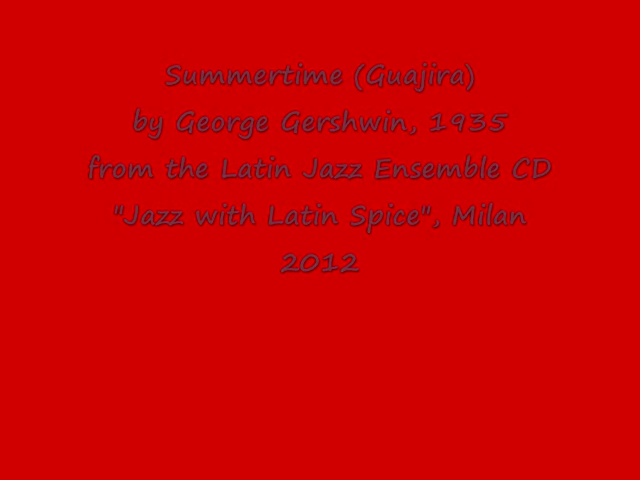 Summertime (Guajira)
by George Gershwin, 1935
from the Latin Jazz Ensemble CD
"Jazz with Latin Spice", Milan
2012